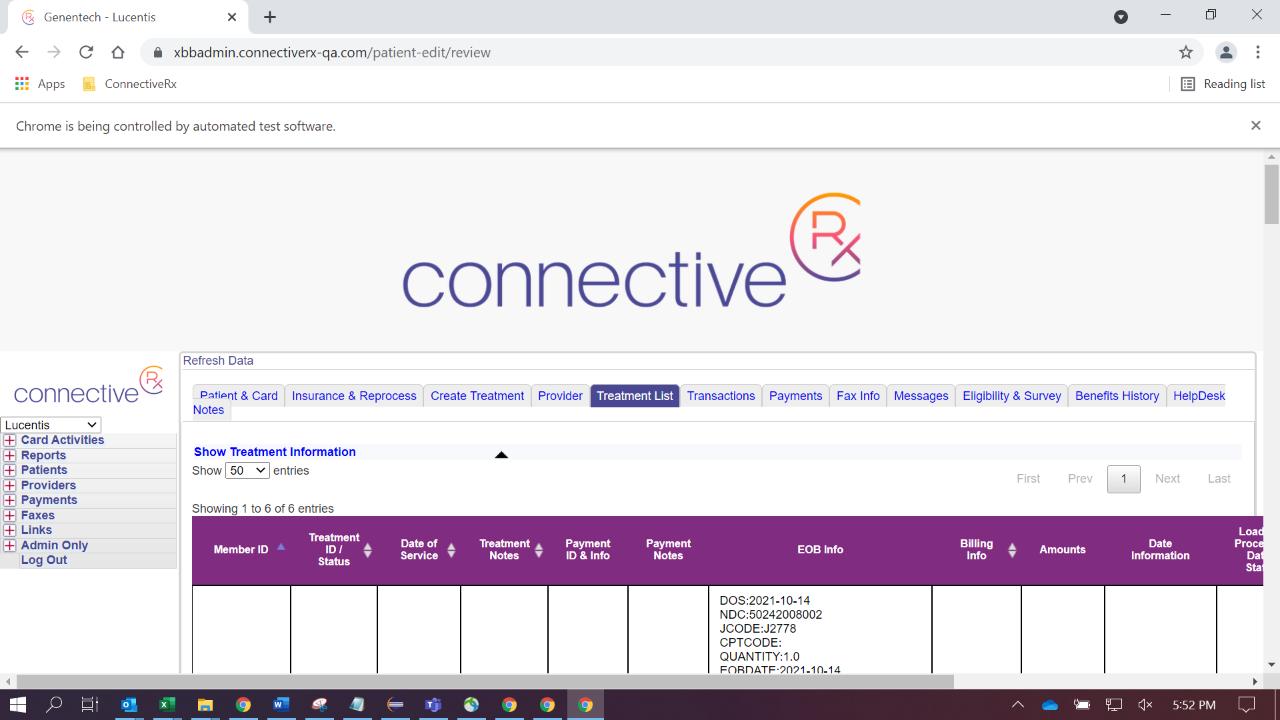 Genentech - Lucentis
xbbadmin.connectiverx-qa.com/patient-edit/review
Apps
ConnectiveRx
Reading list
Chrome is being controlled by automated test software.
connective Rx
connective Rx
Lucentis
Card Activities
Reports
Patients
Providers
Payments
Faxes
Links
Admin Only
Log Out
Refresh Data
Patient & Card Insurance & Reprocess Create Treatment Provider Treatment List Transactions Payments Fax Info Messages Eligibility & Survey Benefits History HelpDesk
Notes
Show Treatment Information
Show 50 entries
First Prev 1 Next Last
Showing 1 to 6 of 6 entries
Member ID
Treatment
ID /
Status
Date of
Service
Treatment
Notes
Payment
ID & Info
Payment
Notes
EOB Info
Billing
Info
Amounts
Date
Information
DOS:2021-10-14
NDC:50242008002
JCODE:J2778
CPTCODE:
QUANTITY:1.0
EOBDATE:2021-10-14
5:52 PM